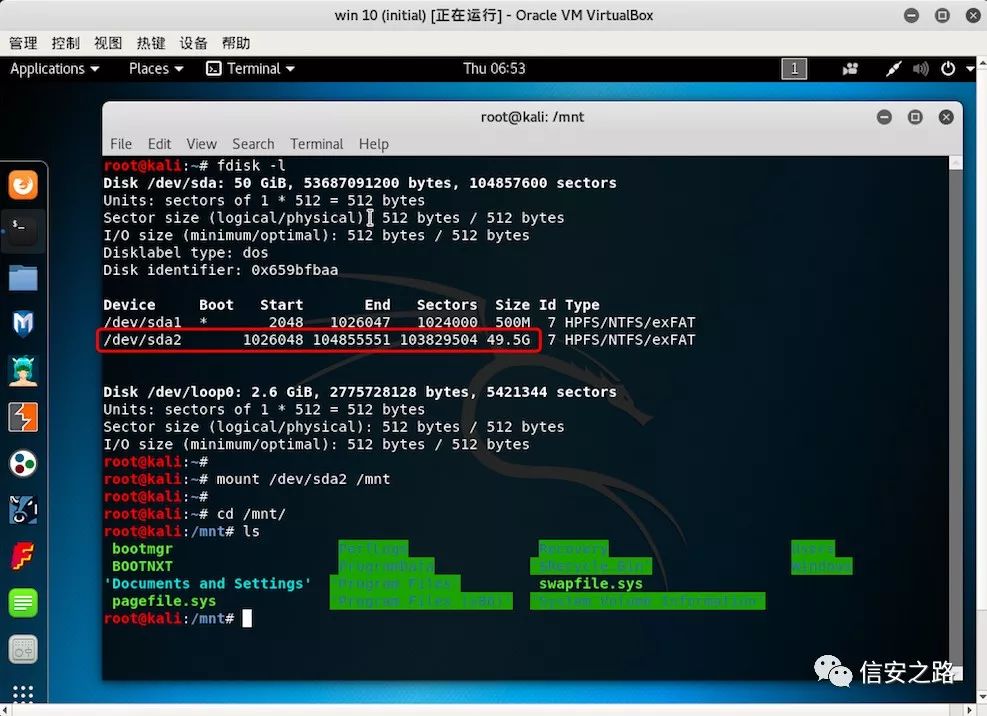 win 10 (initial) [正在运行] - Oracle VM VirtualBox
管理 控制 视图 热键 设备 帮助
Applications Places Terminal Thu 06:53 1
root@kali: /mnt
File Edit View Search Terminal Help
root@kali:~# fdisk -l
Disk /dev/sda: 50 GiB, 53687091200 bytes, 104857600 sectors
Units: sectors of 1 * 512 = 512 bytes
Sector size (logical/physical): 512 bytes / 512 bytes
I/O size (minimum/optimal): 512 bytes / 512 bytes
Disklabel type: dos
Disk identifier: 0x659bfbaa
Device Boot Start End Sectors Size Id Type
/dev/sda1 * 2048 1026047 1024000 500M 7 HPFS/NTFS/exFAT
/dev/sda2 1026048 104855551 103829504 49.5G 7 HPFS/NTFS/exFAT
Disk /dev/loop0: 2.6 GiB, 2775728128 bytes, 5421344 sectors
Units: sectors of 1 * 512 = 512 bytes
Sector size (logical/physical): 512 bytes / 512 bytes
I/O size (minimum/optimal): 512 bytes / 512 bytes
root@kali:~#
root@kali:~# mount /dev/sda2 /mnt
root@kali:~#
root@kali:~# cd /mnt/
root@kali:/mnt# ls
bootmgr PerfLogs Recovery Users
BOOTNXT ProgramData '$Recycle.Bin' Windows
'Documents and Settings' 'Program Files' swapfile.sys
pagefile.sys 'Program Files (x86)' 'System Volume Information'
root@kali:/mnt#
信安之路